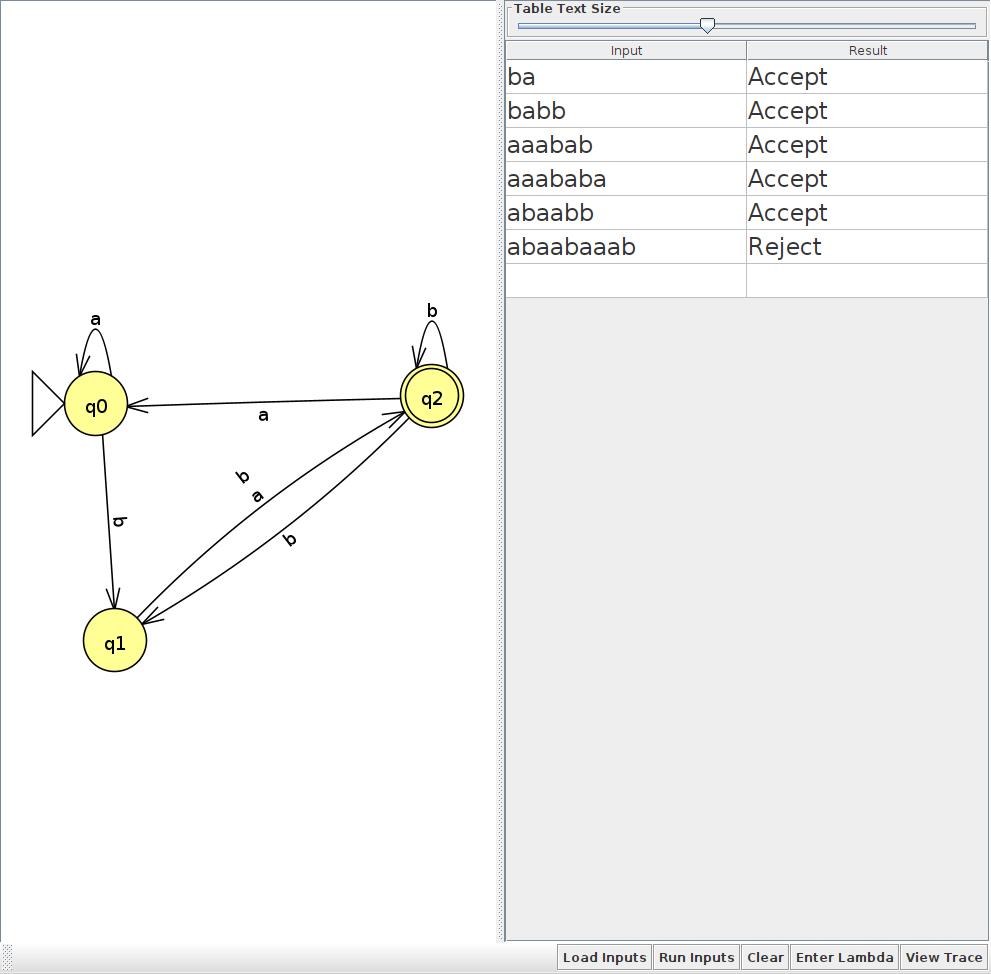 Table Text Size
Input Result
ba Accept
babb Accept
aaabab Accept
aaababa Accept
abaabb Accept
abaabaaab Reject
a
b
q0
q2
a
b
a
b
b
q1
Load Inputs Run Inputs Clear Enter Lambda View Trace